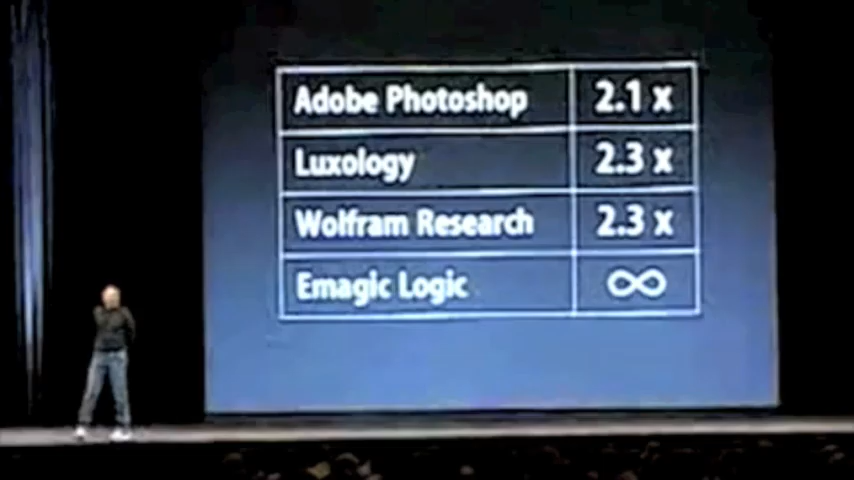 Adobe Photoshop 2.1 x
Luxology 2.3 x
Wolfram Research 2.3 x
Emagic Logic ∞